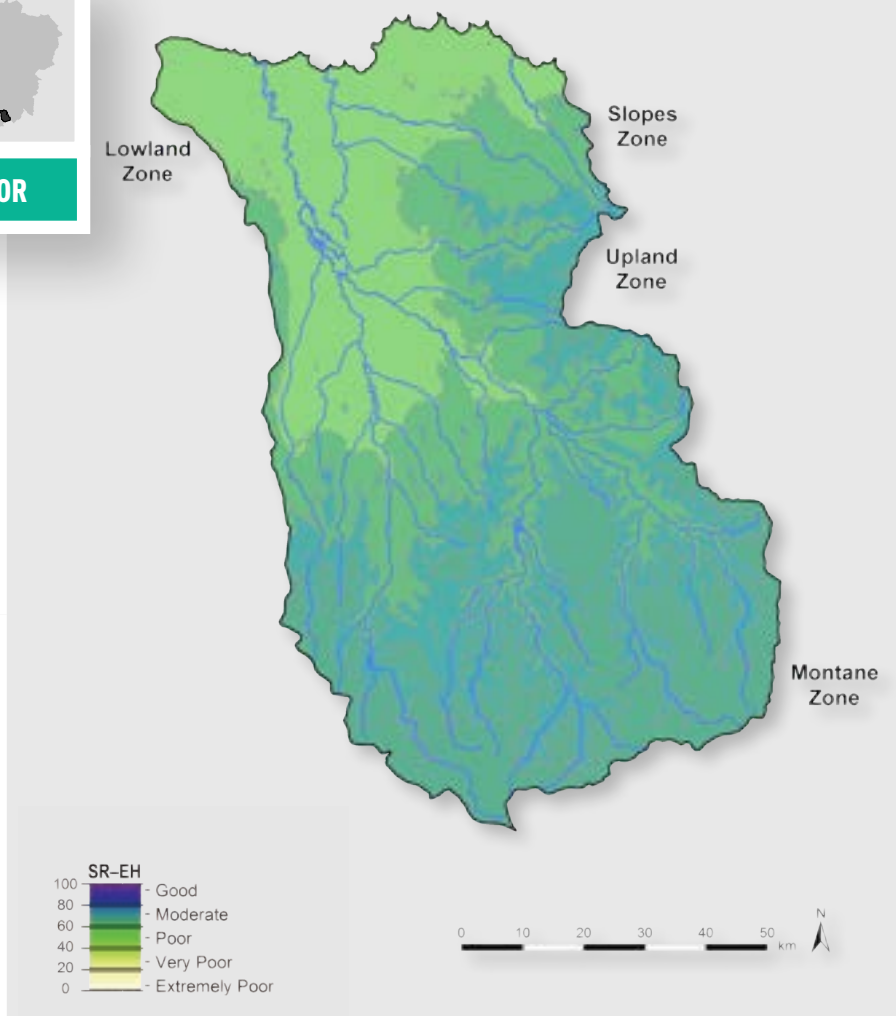 OR
Lowland
Zone
Slopes
Zone
Upland
Zone
Montane
Zone
SR–EH
100
80
60
40
20
0
- Good
- Moderate
- Poor
- Very Poor
- Extremely Poor
0 10 20 30 40 50
km
N